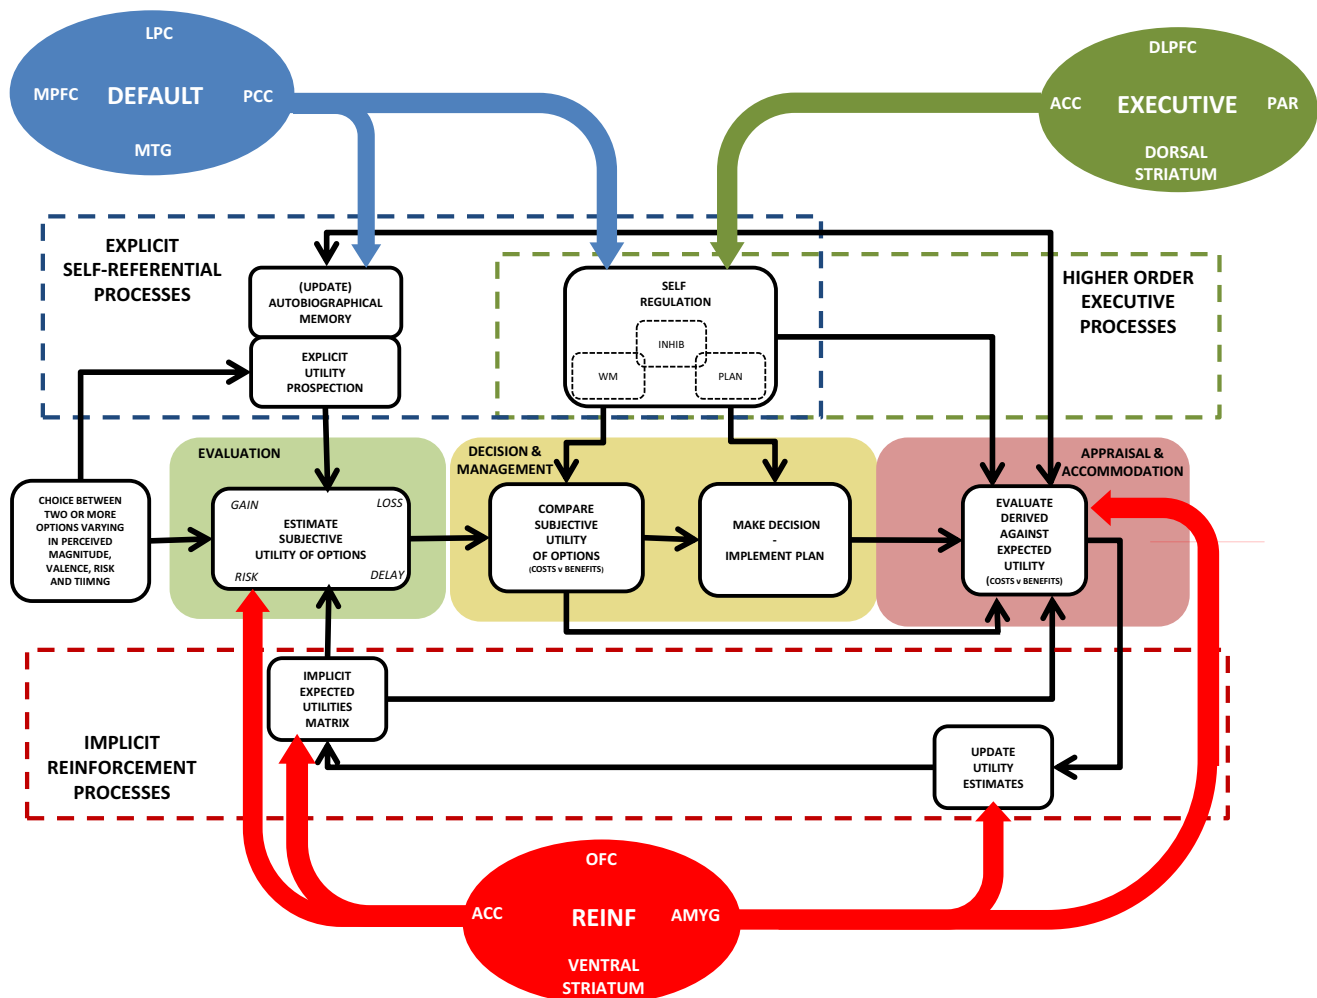 LPC
MPFC
DEFAULT
PCC
MTG
DLPFC
ACC
EXECUTIVE
PAR
DORSAL
STRIATUM
EXPLICIT
SELF-REFERENTIAL
PROCESSES
(UPDATE)
AUTOBIOGRAPHICAL
MEMORY
EXPLICIT
UTILITY
PROSPECTION
SELF
REGULATION
INHIB
WM
PLAN
HIGHER ORDER
EXECUTIVE
PROCESSES
EVALUATION
DECISION &
MANAGEMENT
APPRAISAL &
ACCOMMODATION
CHOICE BETWEEN
TWO OR MORE
OPTIONS VARYING
IN PERCEIVED
MAGNITUDE,
VALENCE, RISK
AND TIIMNG
GAIN
LOSS
ESTIMATE
SUBJECTIVE
UTILITY OF OPTIONS
RISK
DELAY
COMPARE
SUBJECTIVE
UTILITY
OF OPTIONS
(COSTS v BENEFITS)
MAKE DECISION
-
IMPLEMENT PLAN
EVALUATE
DERIVED
AGAINST
EXPECTED
UTILITY
(COSTS v BENEFITS)
IMPLICIT
EXPECTED
UTILITIES
MATRIX
IMPLICIT
REINFORCEMENT
PROCESSES
UPDATE
UTILITY
ESTIMATES
OFC
ACC
REINF
AMYG
VENTRAL
STRIATUM